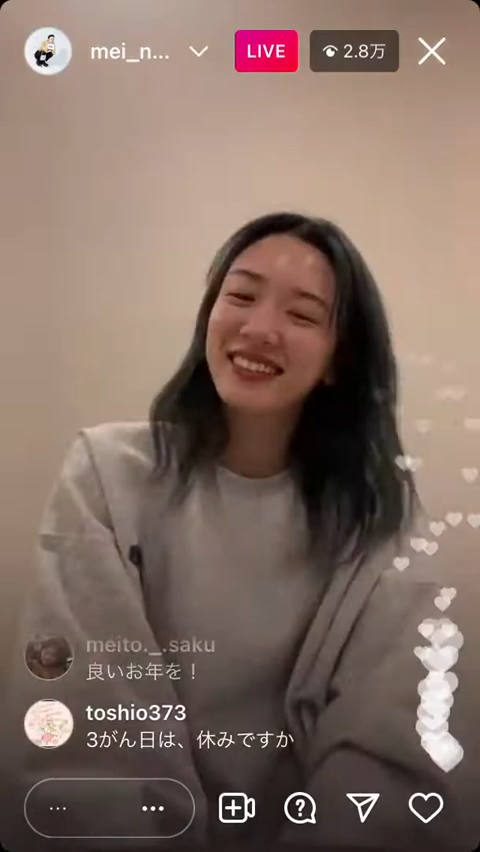 mei_n...
LIVE
2.8万
meito._.saku
良いお年を！
toshio373
3がん日は、休みですか